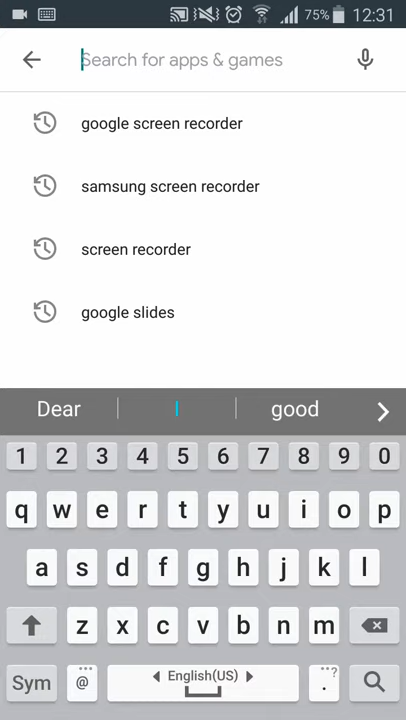 75% 12:31
Search for apps & games
google screen recorder
samsung screen recorder
screen recorder
google slides
Dear I good
1 2 3 4 5 6 7 8 9 0
q w e r t y u i o p
a s d f g h j k l
z x c v b n m
Sym @ English(US) . ...?